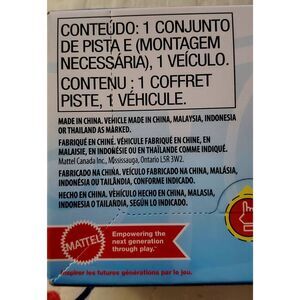 CONTEÚDO: 1 CONJUNTO
DE PISTA E (MONTAGEM
NECESSÁRIA), 1 VEÍCULO.
CONTENU ; 1 COFFRET
PISTE, 1 VÉHICULE.
MADE IN CHINA. VEHICLE MADE IN CHINA, MALAYSIA, INDONESIA
OR THAILAND AS MARKED.
FABRIQUÉ EN CHINE. VÉHICULE FABRIQUÉ EN CHINE, EN
MALAISIE, EN INDONÉSIE OU EN THAÏLANDE COMME INDIQUÉ.
Mattel Canada Inc., Mississauga, Ontario L5R 3W2.
FABRICADO NA CHINA. VEÍCULO FABRICADO NA CHINA, MALÁSIA,
INDONÉSIA OU TAILÂNDIA, CONFORME INDICADO.
HECHO EN CHINA. VEHÍCULO HECHO EN CHINA, MALASIA,
INDONESIA O TAILANDIA, SEGÚN LO INDICADO.
MATTEL
Empowering the
next generation
through play.™
Inspirer les futures générations par le jeu.